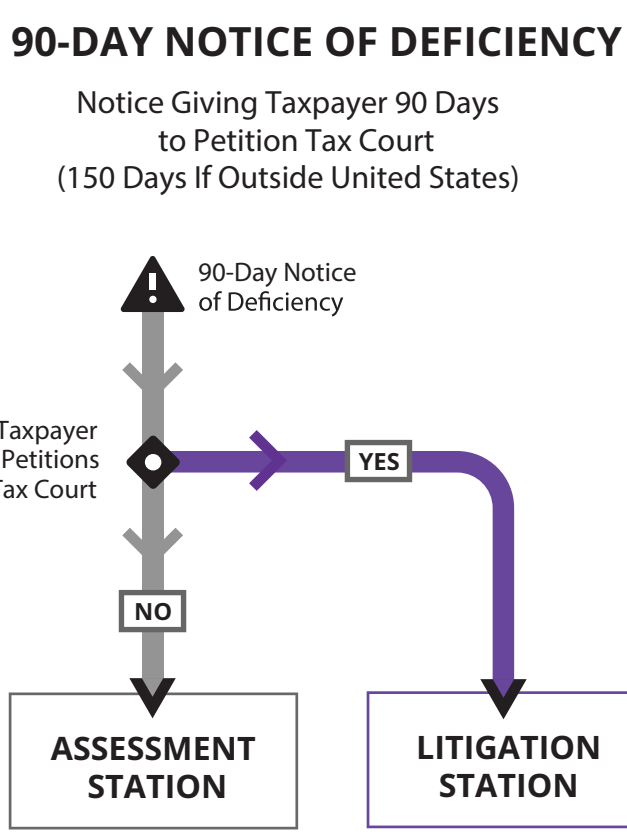 90-DAY NOTICE OF DEFICIENCY
Notice Giving Taxpayer 90 Days
to Petition Tax Court
(150 Days If Outside United States)
90-Day Notice
of Deficiency
Taxpayer
Petitions
Tax Court
YES
NO
ASSESSMENT
STATION
LITIGATION
STATION